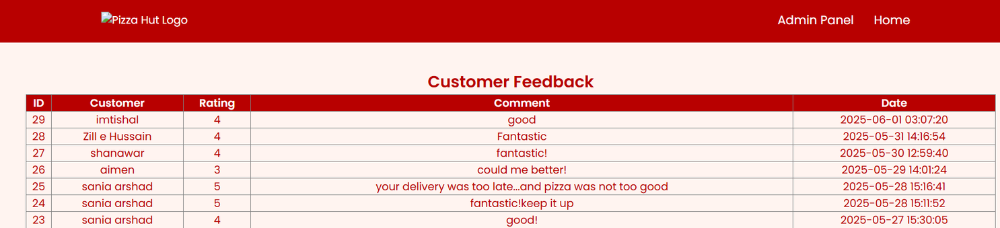 Pizza Hut Logo Admin Panel Home
Customer Feedback
ID Customer Rating Comment Date
29 imtishal 4 good 2025-06-01 03:07:20
28 Zill e Hussain 4 Fantastic 2025-05-31 14:16:54
27 shanawar 4 fantastic! 2025-05-30 12:59:40
26 aimen 3 could me better! 2025-05-29 14:01:24
25 sania arshad 5 your delivery was too late...and pizza was not too good 2025-05-28 15:16:41
24 sania arshad 5 fantastic!keep it up 2025-05-28 15:11:52
23 sania arshad 4 good! 2025-05-27 15:30:05